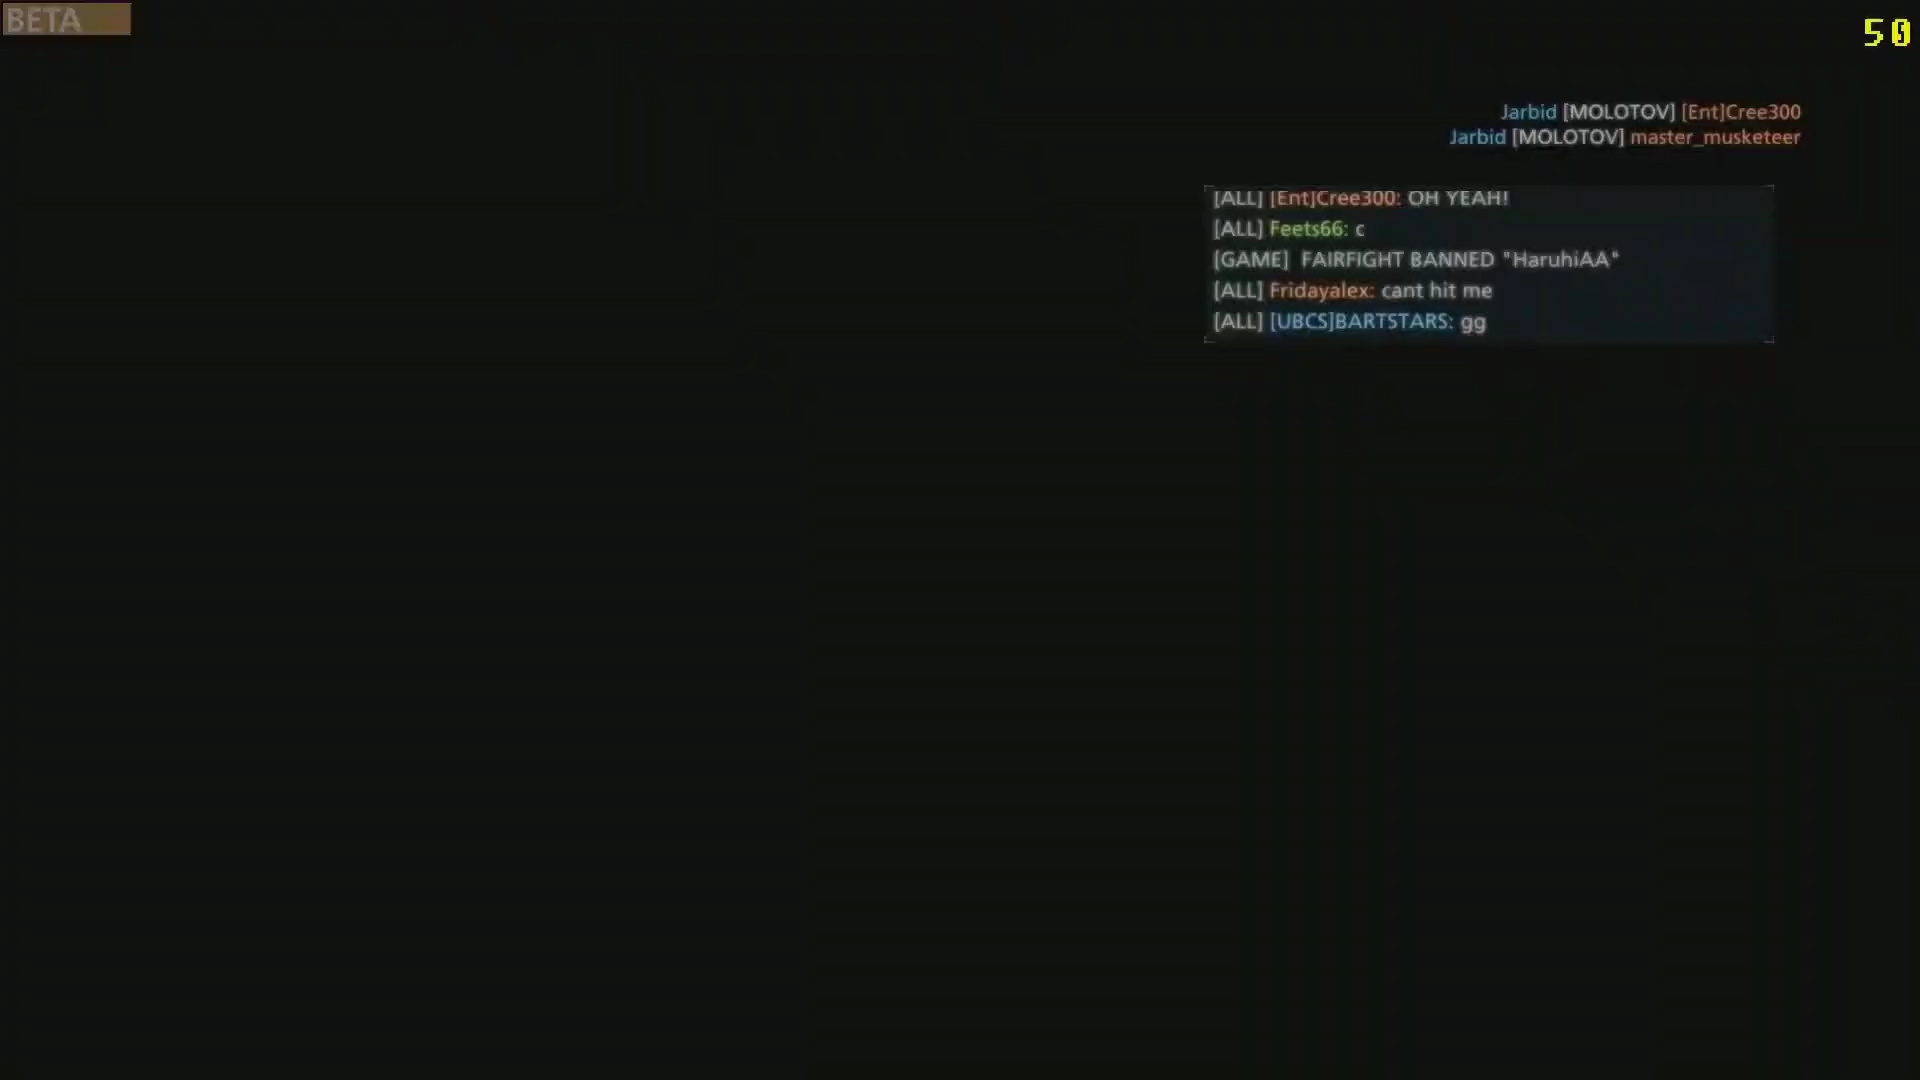 BETA
50
Jarbid [MOLOTOV] [Ent]Cree300
Jarbid [MOLOTOV] master_musketeer
[ALL] [Ent]Cree300: OH YEAH!
[ALL] Feets66: c
[GAME] FAIRFIGHT BANNED "HaruhiAA"
[ALL] Fridayalex: cant hit me
[ALL] [UBCS]BARTSTARS: gg